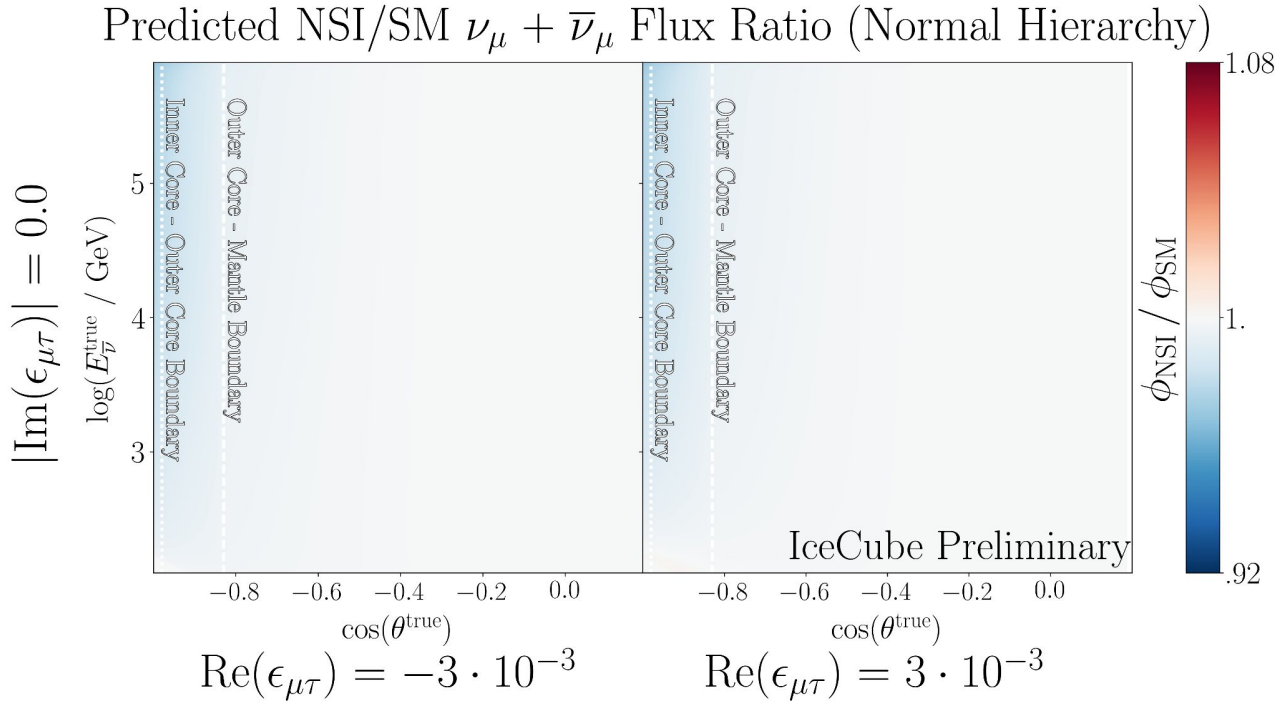 Predicted NSI/SM ν_μ + ν̅_μ Flux Ratio (Normal Hierarchy)
|Im(ϵ_μτ)| = 0.0
log(E_ν̅^true / GeV)
5
4
3
Inner Core - Outer Core Boundary
Outer Core - Mantle Boundary
Inner Core - Outer Core Boundary
Outer Core - Mantle Boundary
IceCube Preliminary
1.08
1.
.92
ϕ_NSI / ϕ_SM
−0.8 −0.6 −0.4 −0.2 0.0
−0.8 −0.6 −0.4 −0.2 0.0
cos(θ^true)
cos(θ^true)
Re(ϵ_μτ) = −3 · 10^−3
Re(ϵ_μτ) = 3 · 10^−3